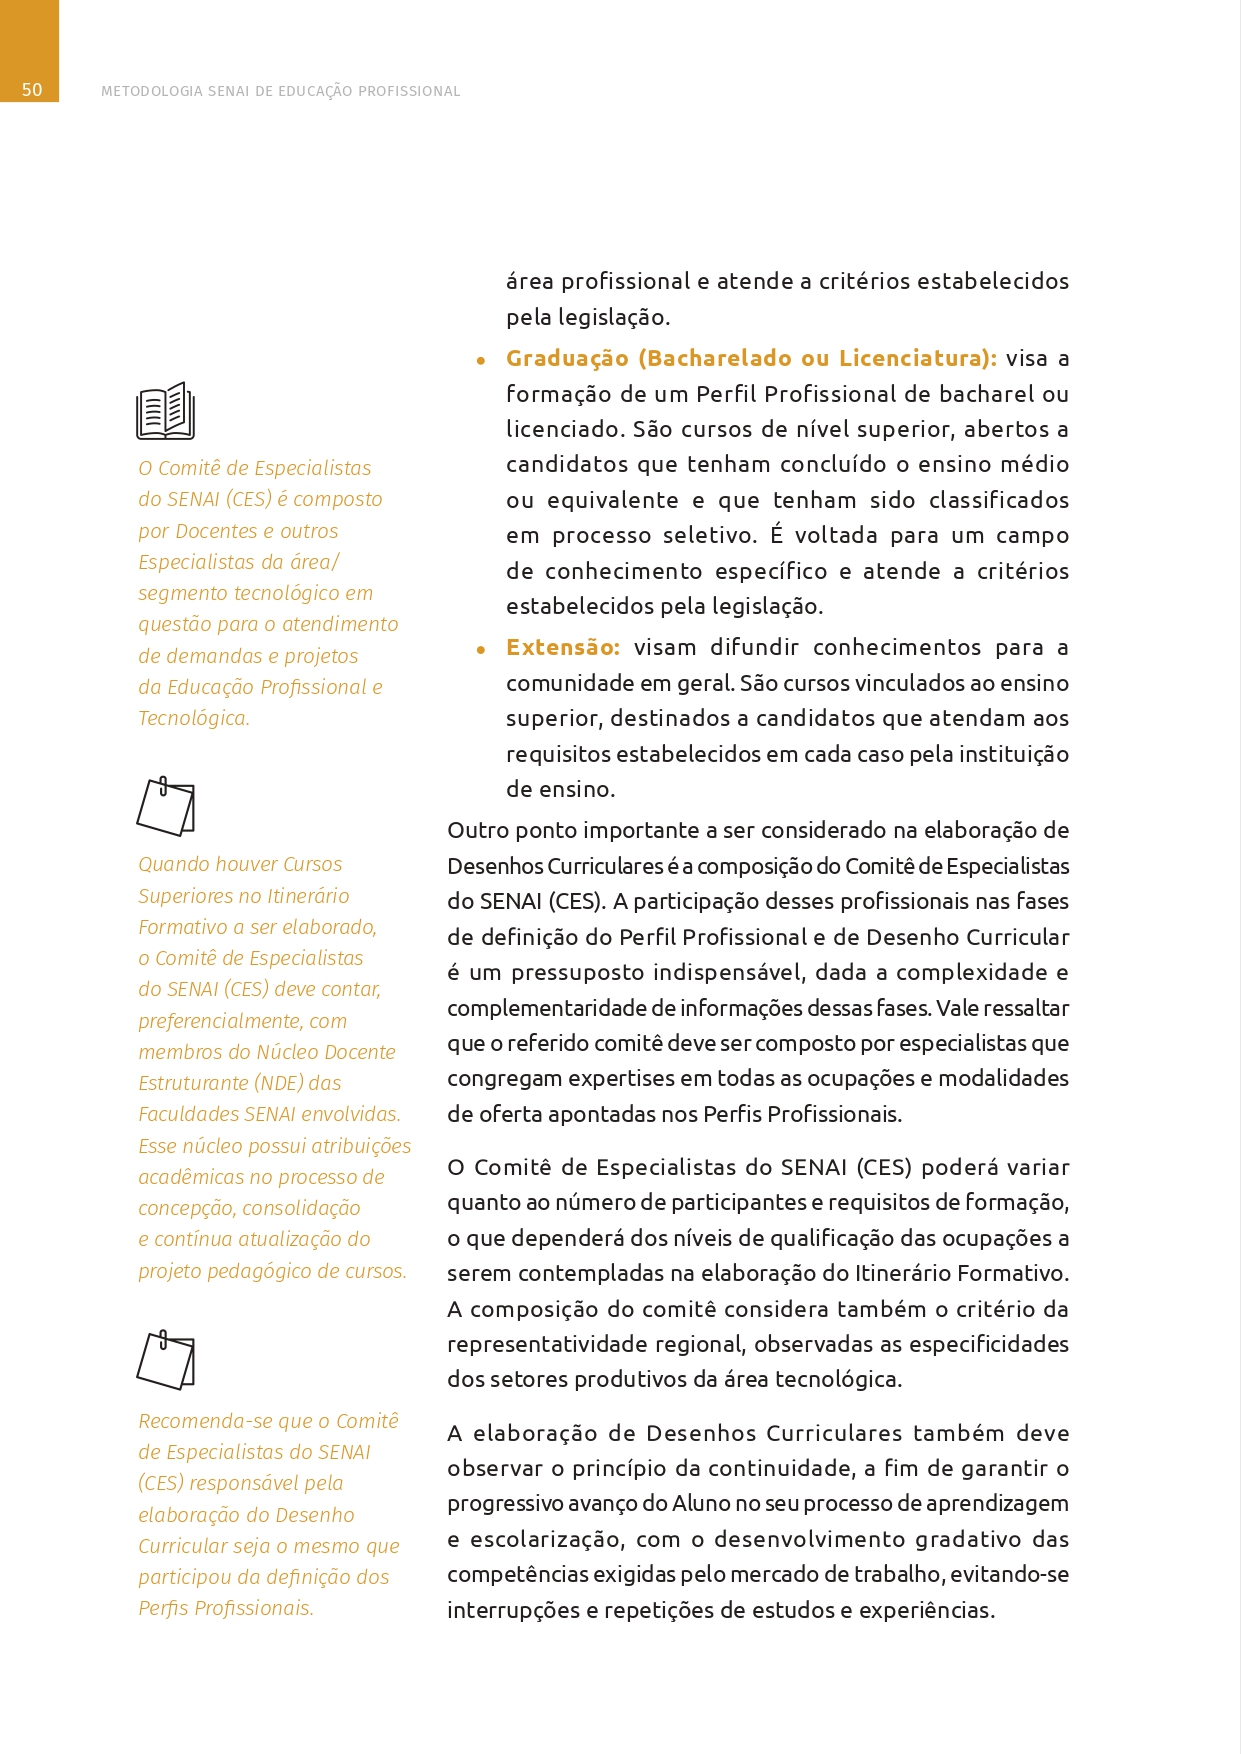 50
METODOLOGIA SENAI DE EDUCAÇÃO PROFISSIONAL
área profissional e atende a critérios estabelecidos
pela legislação.
• Graduação (Bacharelado ou Licenciatura): visa a
formação de um Perfil Profissional de bacharel ou
licenciado. São cursos de nível superior, abertos a
candidatos que tenham concluído o ensino médio
ou equivalente e que tenham sido classificados
em processo seletivo. É voltada para um campo
de conhecimento específico e atende a critérios
estabelecidos pela legislação.
• Extensão: visam difundir conhecimentos para a
comunidade em geral. São cursos vinculados ao ensino
superior, destinados a candidatos que atendam aos
requisitos estabelecidos em cada caso pela instituição
de ensino.
Outro ponto importante a ser considerado na elaboração de
Desenhos Curriculares é a composição do Comitê de Especialistas
do SENAI (CES). A participação desses profissionais nas fases
de definição do Perfil Profissional e de Desenho Curricular
é um pressuposto indispensável, dada a complexidade e
complementaridade de informações dessas fases. Vale ressaltar
que o referido comitê deve ser composto por especialistas que
congregam expertises em todas as ocupações e modalidades
de oferta apontadas nos Perfis Profissionais.
O Comitê de Especialistas do SENAI (CES) poderá variar
quanto ao número de participantes e requisitos de formação,
o que dependerá dos níveis de qualificação das ocupações a
serem contempladas na elaboração do Itinerário Formativo.
A composição do comitê considera também o critério da
representatividade regional, observadas as especificidades
dos setores produtivos da área tecnológica.
A elaboração de Desenhos Curriculares também deve
observar o princípio da continuidade, a fim de garantir o
progressivo avanço do Aluno no seu processo de aprendizagem
e escolarização, com o desenvolvimento gradativo das
competências exigidas pelo mercado de trabalho, evitando-se
interrupções e repetições de estudos e experiências.
O Comitê de Especialistas
do SENAI (CES) é composto
por Docentes e outros
Especialistas da área/
segmento tecnológico em
questão para o atendimento
de demandas e projetos
da Educação Profissional e
Tecnológica.
Quando houver Cursos
Superiores no Itinerário
Formativo a ser elaborado,
o Comitê de Especialistas
do SENAI (CES) deve contar,
preferencialmente, com
membros do Núcleo Docente
Estruturante (NDE) das
Faculdades SENAI envolvidas.
Esse núcleo possui atribuições
acadêmicas no processo de
concepção, consolidação
e contínua atualização do
projeto pedagógico de cursos.
Recomenda-se que o Comitê
de Especialistas do SENAI
(CES) responsável pela
elaboração do Desenho
Curricular seja o mesmo que
participou da definição dos
Perfis Profissionais.